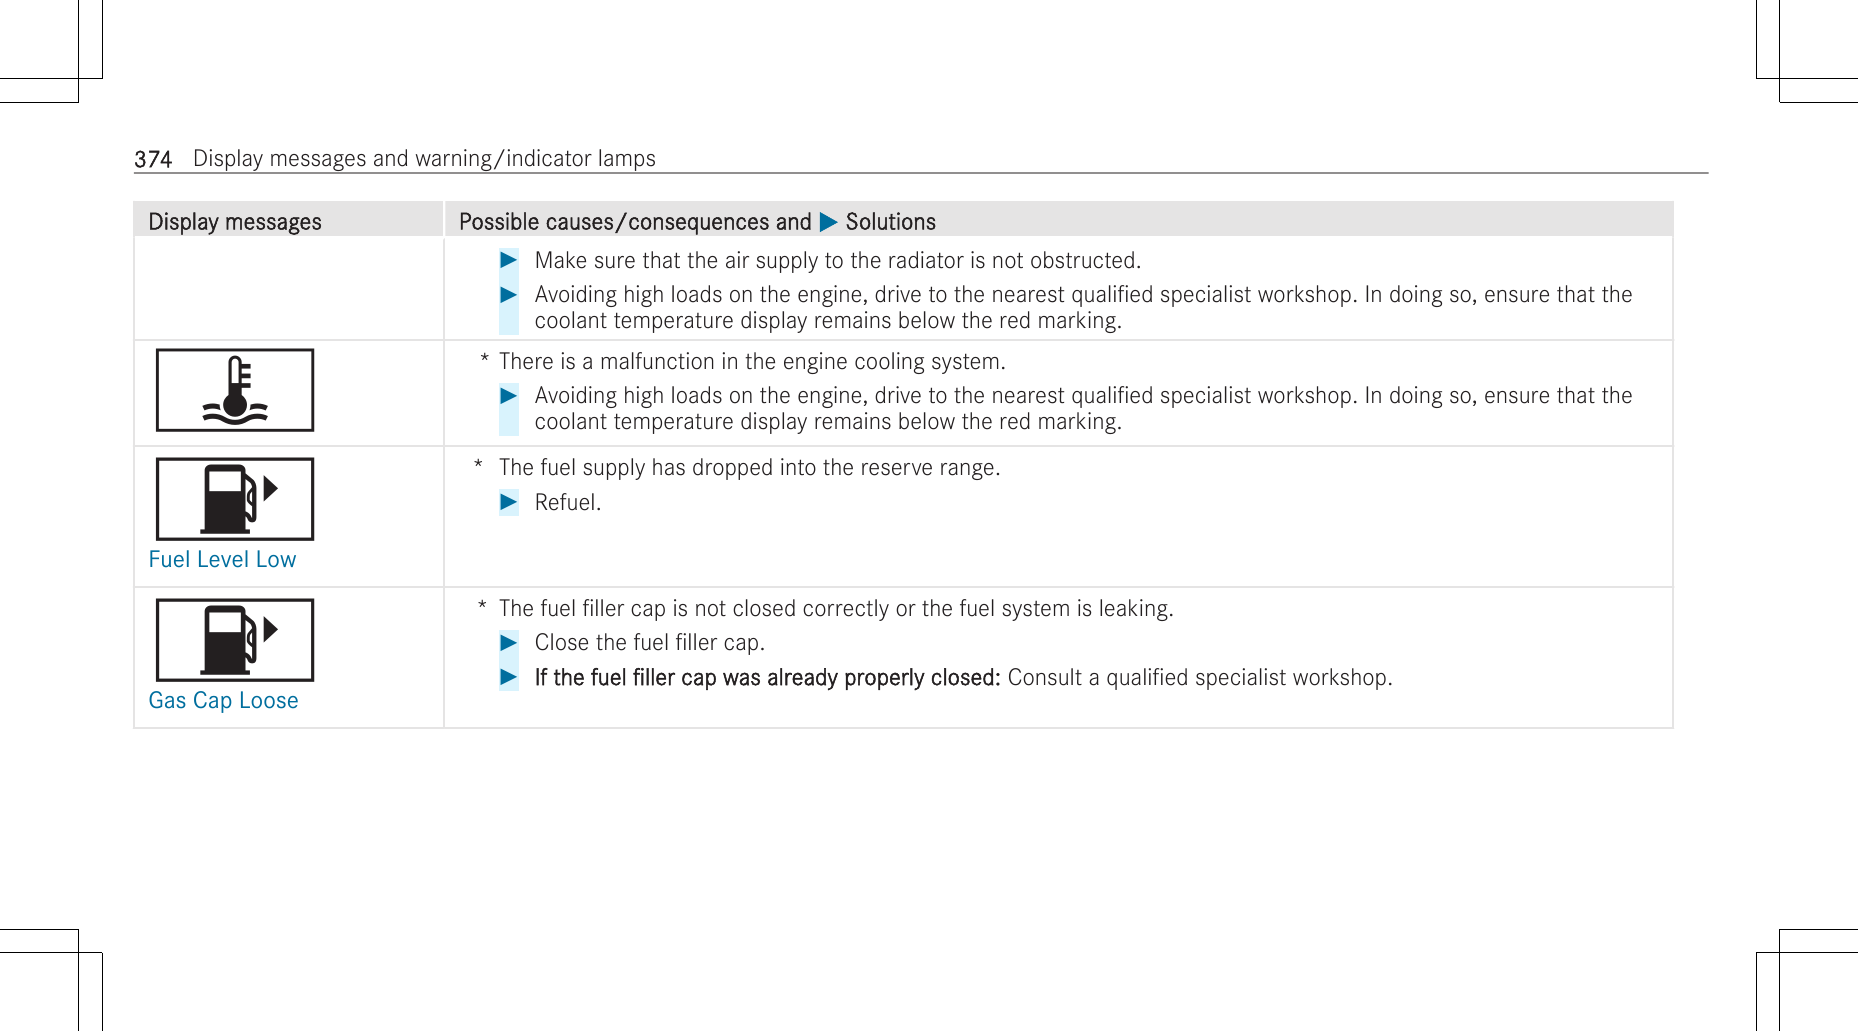 374 Display messages and warning/indicator lamps
Display messages
Possible causes/consequences and ▶ Solutions
▶ Make sure that the air supply to the radiator is not obstructed.
▶ Avoiding high loads on the engine, drive to the nearest qualified specialist workshop. In doing so, ensure that the
coolant temperature display remains below the red marking.
* There is a malfunction in the engine cooling system.
▶ Avoiding high loads on the engine, drive to the nearest qualified specialist workshop. In doing so, ensure that the
coolant temperature display remains below the red marking.
Fuel Level Low
* The fuel supply has dropped into the reserve range.
▶ Refuel.
Gas Cap Loose
* The fuel filler cap is not closed correctly or the fuel system is leaking.
▶ Close the fuel filler cap.
▶ If the fuel filler cap was already properly closed: Consult a qualified specialist workshop.